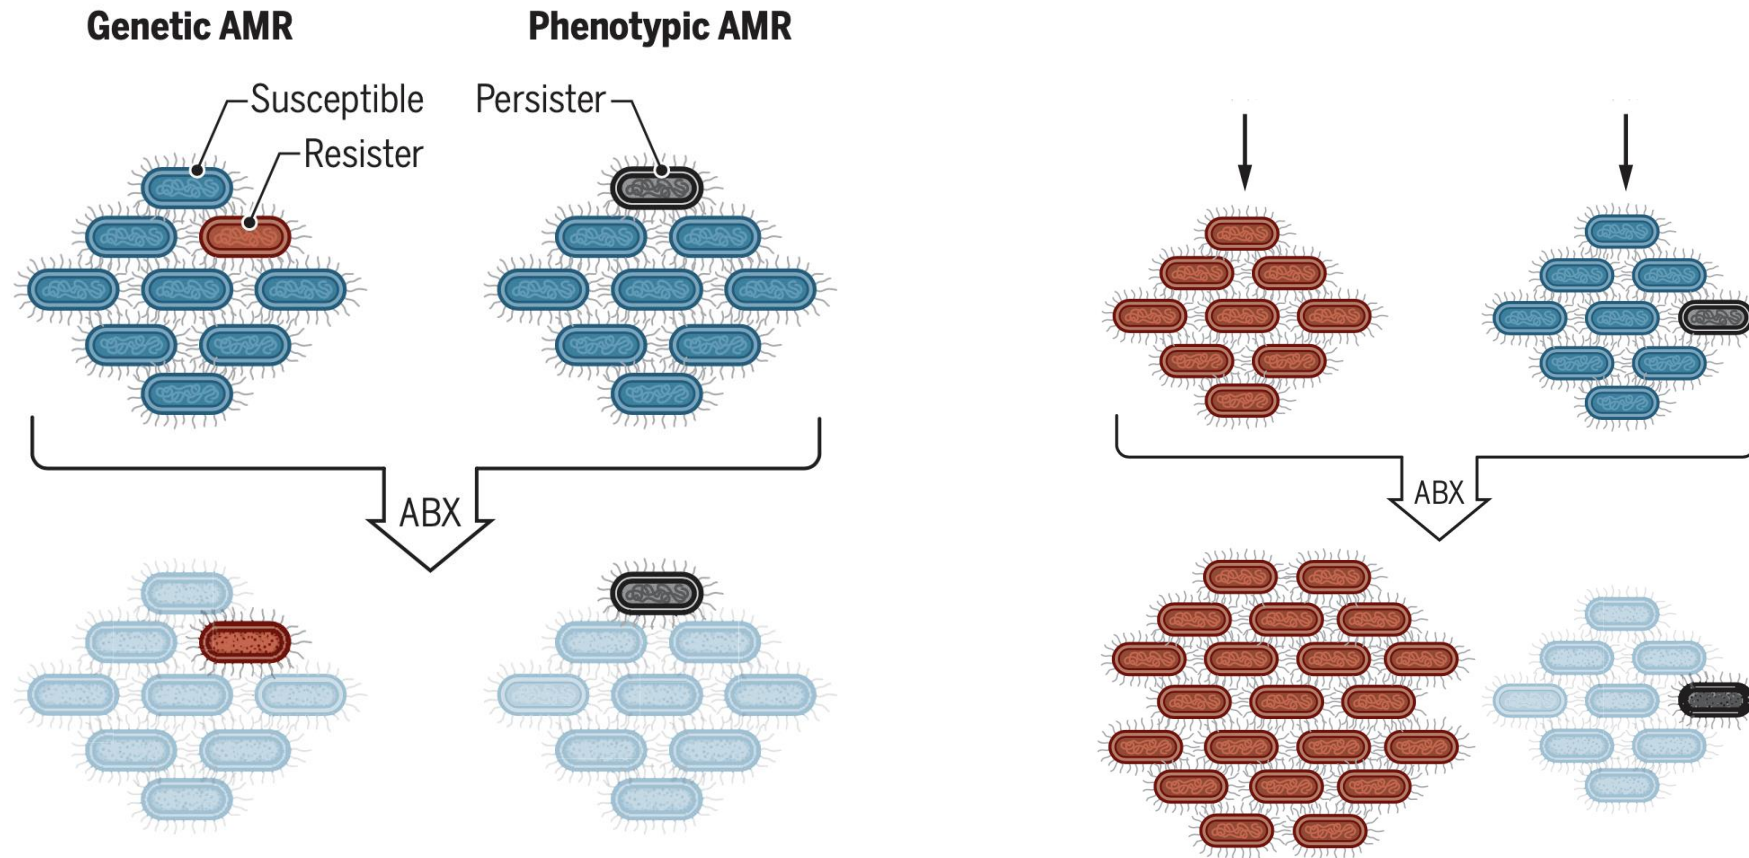 Genetic AMR
Phenotypic AMR
Susceptible
Persister
Resister
ABX
ABX